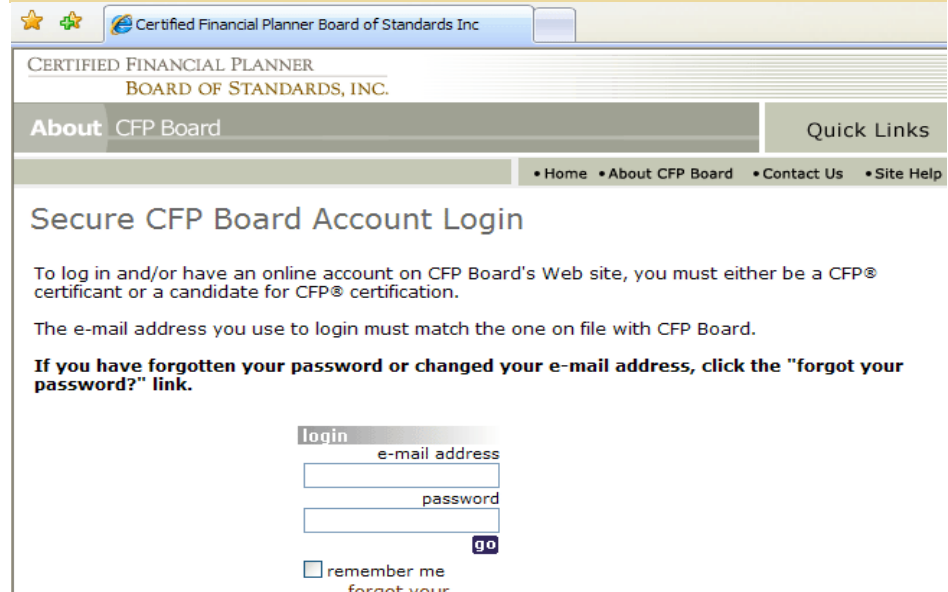 Certified Financial Planner Board of Standards Inc
CERTIFIED FINANCIAL PLANNER
BOARD OF STANDARDS, INC.
About CFP Board
Quick Links
• Home • About CFP Board • Contact Us • Site Help
Secure CFP Board Account Login
To log in and/or have an online account on CFP Board's Web site, you must either be a CFP®
certificant or a candidate for CFP® certification.
The e-mail address you use to login must match the one on file with CFP Board.
If you have forgotten your password or changed your e-mail address, click the "forgot your
password?" link.
login
e-mail address
password
go
remember me
forgot your